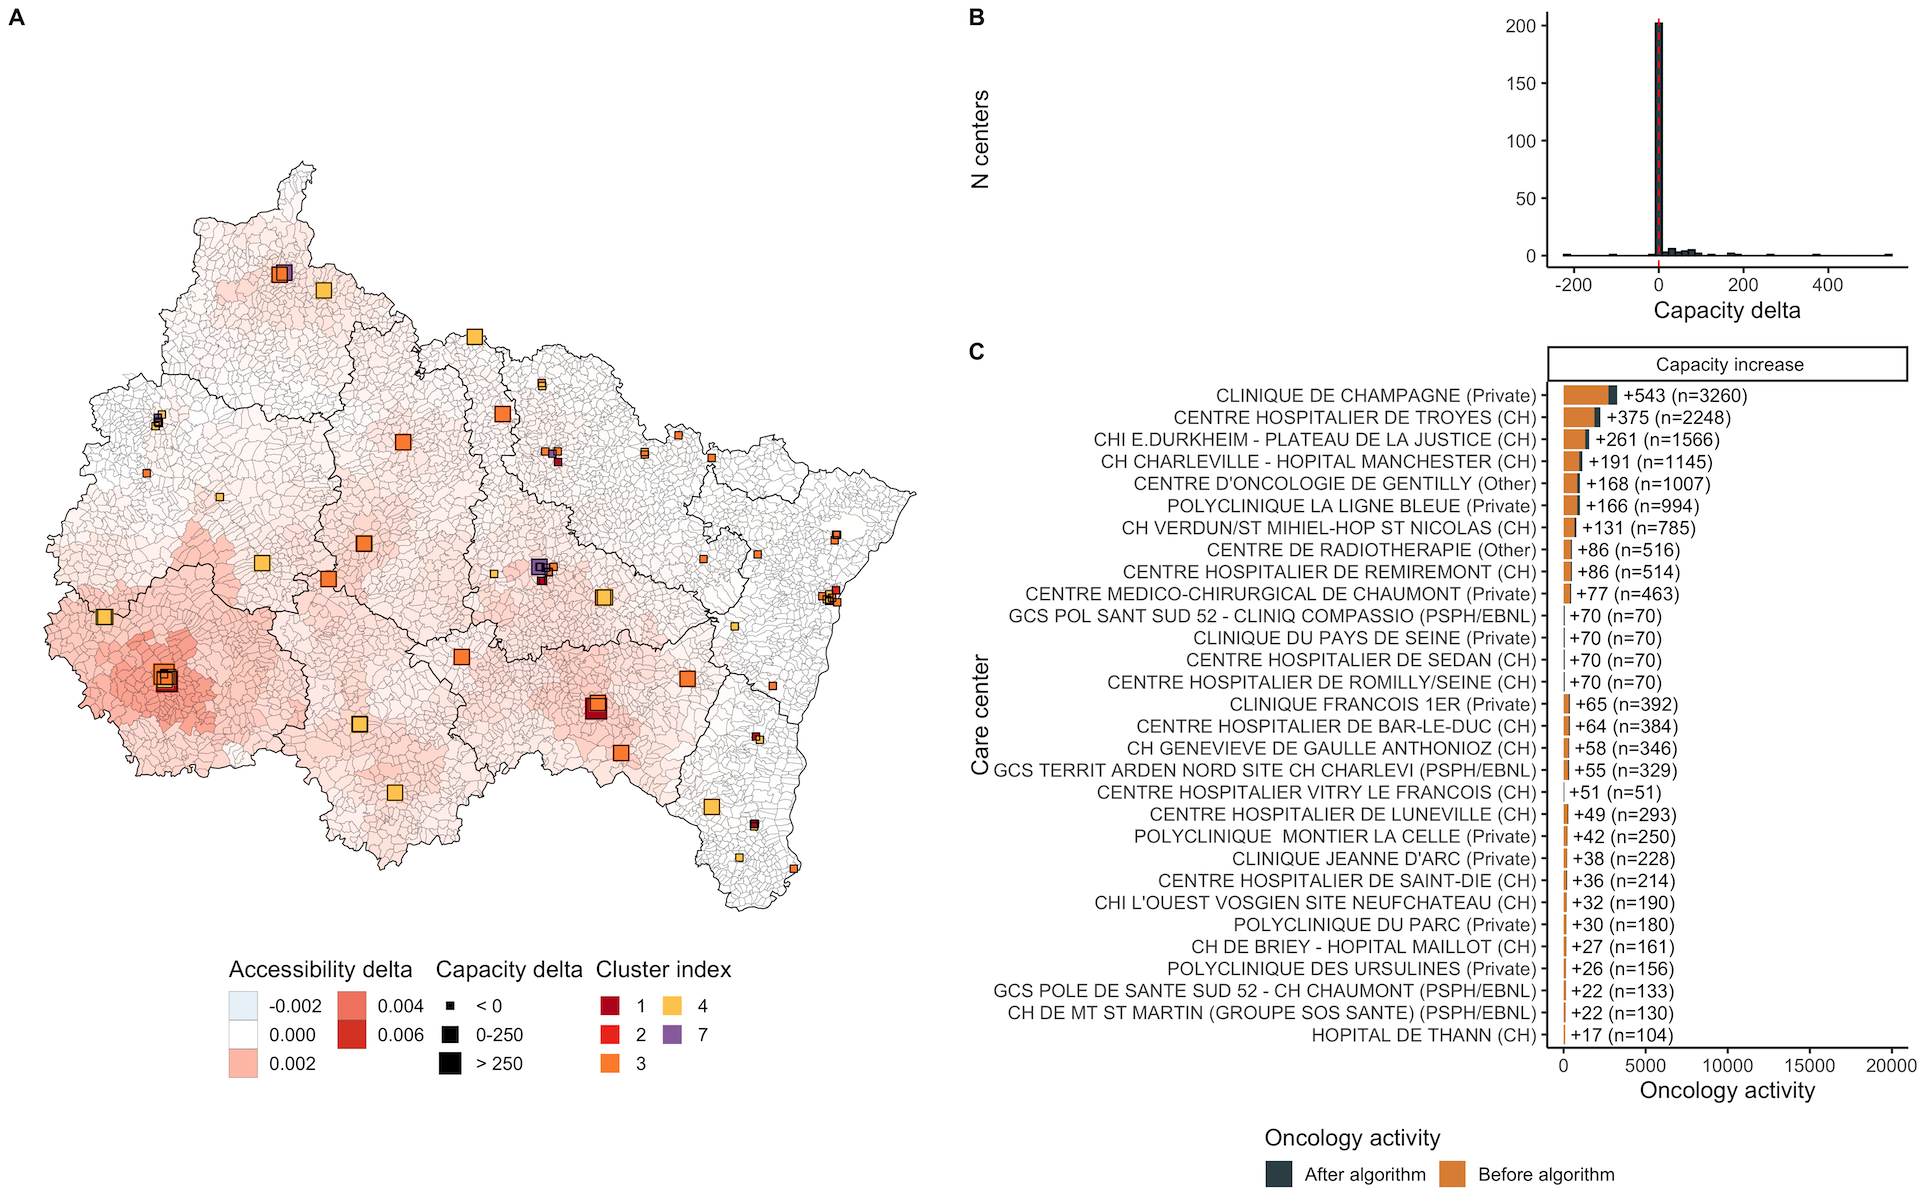 A
B
200
150
100
50
0
N centers
-200 0 200 400
Capacity delta
C
Capacity increase
Care center
CLINIQUE DE CHAMPAGNE (Private) +543 (n=3260)
CENTRE HOSPITALIER DE TROYES (CH) +375 (n=2248)
CHI E.DURKHEIM - PLATEAU DE LA JUSTICE (CH) +261 (n=1566)
CH CHARLEVILLE - HOPITAL MANCHESTER (CH) +191 (n=1145)
CENTRE D'ONCOLOGIE DE GENTILLY (Other) +168 (n=1007)
POLYCLINIQUE LA LIGNE BLEUE (Private) +166 (n=994)
CH VERDUN/ST MIHIEL-HOP ST NICOLAS (CH) +131 (n=785)
CENTRE DE RADIOTHERAPIE (Other) +86 (n=516)
CENTRE HOSPITALIER DE REMIREMONT (CH) +86 (n=514)
CENTRE MEDICO-CHIRURGICAL DE CHAUMONT (Private) +77 (n=463)
GCS POL SANT SUD 52 - CLINIQ COMPASSIO (PSPH/EBNL) +70 (n=70)
CLINIQUE DU PAYS DE SEINE (Private) +70 (n=70)
CENTRE HOSPITALIER DE SEDAN (CH) +70 (n=70)
CENTRE HOSPITALIER DE ROMILLY/SEINE (CH) +70 (n=70)
CLINIQUE FRANCOIS 1ER (Private) +65 (n=392)
CENTRE HOSPITALIER DE BAR-LE-DUC (CH) +64 (n=384)
CH GENEVIEVE DE GAULLE ANTHONIOZ (CH) +58 (n=346)
GCS TERRIT ARDEN NORD SITE CH CHARLEVI (PSPH/EBNL) +55 (n=329)
CENTRE HOSPITALIER VITRY LE FRANCOIS (CH) +51 (n=51)
CENTRE HOSPITALIER DE LUNEVILLE (CH) +49 (n=293)
POLYCLINIQUE  MONTIER LA CELLE (Private) +42 (n=250)
CLINIQUE JEANNE D'ARC (Private) +38 (n=228)
CENTRE HOSPITALIER DE SAINT-DIE (CH) +36 (n=214)
CHI L'OUEST VOSGIEN SITE NEUFCHATEAU (CH) +32 (n=190)
POLYCLINIQUE DU PARC (Private) +30 (n=180)
CH DE BRIEY - HOPITAL MAILLOT (CH) +27 (n=161)
POLYCLINIQUE DES URSULINES (Private) +26 (n=156)
GCS POLE DE SANTE SUD 52 - CH CHAUMONT (PSPH/EBNL) +22 (n=133)
CH DE MT ST MARTIN (GROUPE SOS SANTE) (PSPH/EBNL) +22 (n=130)
HOPITAL DE THANN (CH) +17 (n=104)
0 5000 10000 15000 20000
Oncology activity
Oncology activity
After algorithm Before algorithm
Accessibility delta Capacity delta Cluster index
-0.002 0.004 < 0 1 4
0.000 0.006 0-250 2 7
0.002 > 250 3